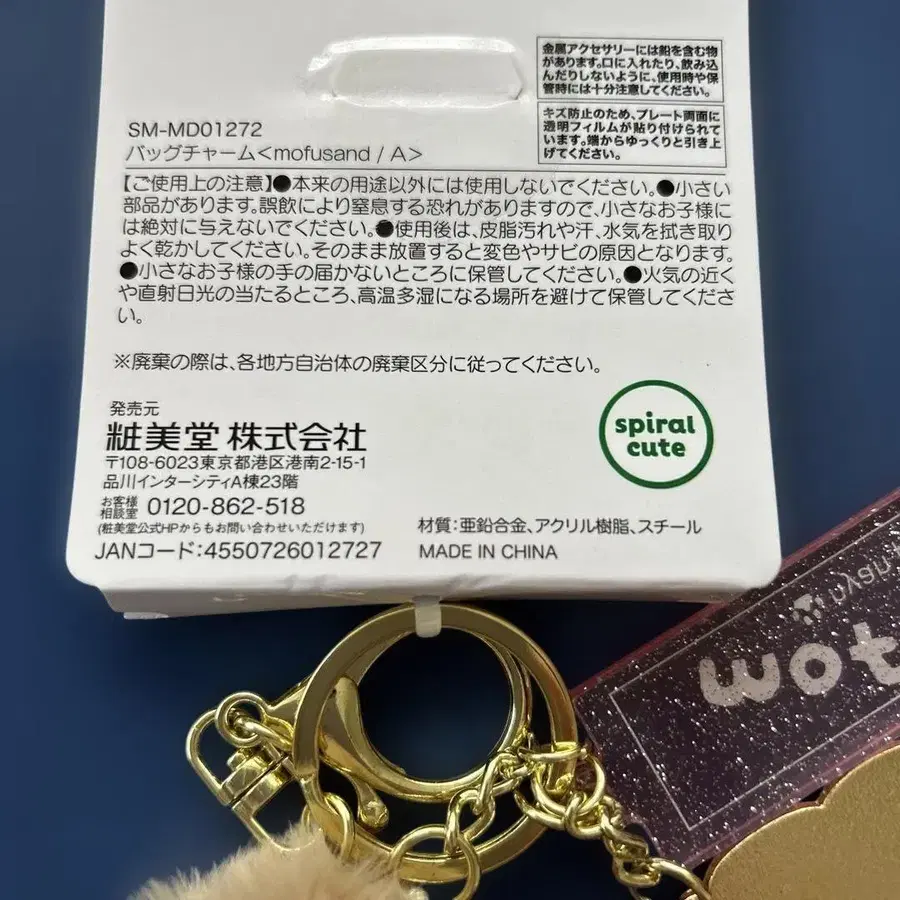 金属アクセサリーには鉛を含む物
があります。口に入れたり、飲み込
んだりしないように、使用時や保
管時には十分注意してください。
キズ防止のため、プレート両面に
透明フィルムが貼り付けられて
います。端からゆっくりと引き上
げてください。
SM-MD01272
バッグチャーム<mofusand / A>
【ご使用上の注意】●本来の用途以外には使用しないでください。●小さい
部品があります。誤飲により窒息する恐れがありますので、小さなお子様に
は絶対に与えないでください。●使用後は、皮脂汚れや汗、水気を拭き取り
よく乾かしてください。そのまま放置すると変色やサビの原因となります。
●小さなお子様の手の届かないところに保管してください。●火気の近く
や直射日光の当たるところ、高温多湿になる場所を避けて保管してくださ
い。
※廃棄の際は、各地方自治体の廃棄区分に従ってください。
発売元
粧美堂 株式会社
〒108-6023東京都港区港南2-15-1
品川インターシティA棟23階
お客様
相談室 0120-862-518
(粧美堂公式HPからもお問い合わせいただけます)
JANコード:4550726012727
spiral
cute
材質:亜鉛合金、アクリル樹脂、スチール
MADE IN CHINA